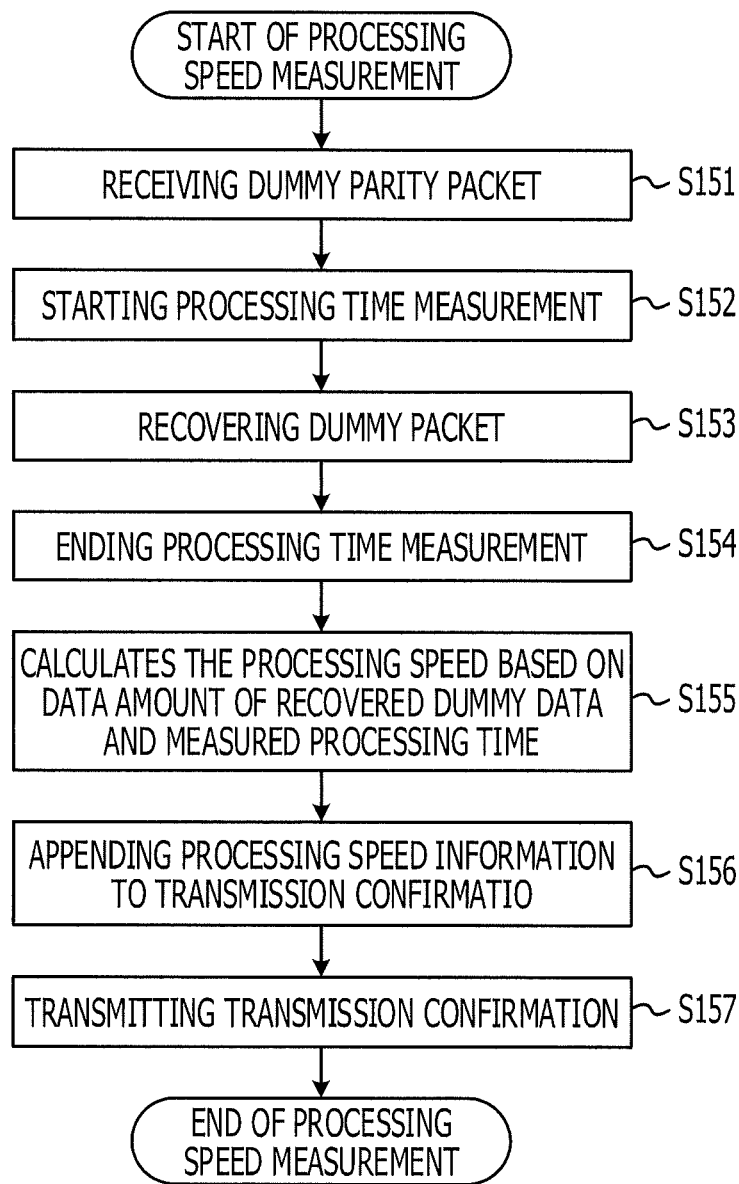 START OF PROCESSING
SPEED MEASUREMENT
RECEIVING DUMMY PARITY PACKET
S151
STARTING PROCESSING TIME MEASUREMENT
S152
RECOVERING DUMMY PACKET
S153
ENDING PROCESSING TIME MEASUREMENT
S154
CALCULATES THE PROCESSING SPEED BASED ON
DATA AMOUNT OF RECOVERED DUMMY DATA
AND MEASURED PROCESSING TIME
S155
APPENDING PROCESSING SPEED INFORMATION
TO TRANSMISSION CONFIRMATIO
S156
TRANSMITTING TRANSMISSION CONFIRMATION
S157
END OF PROCESSING
SPEED MEASUREMENT